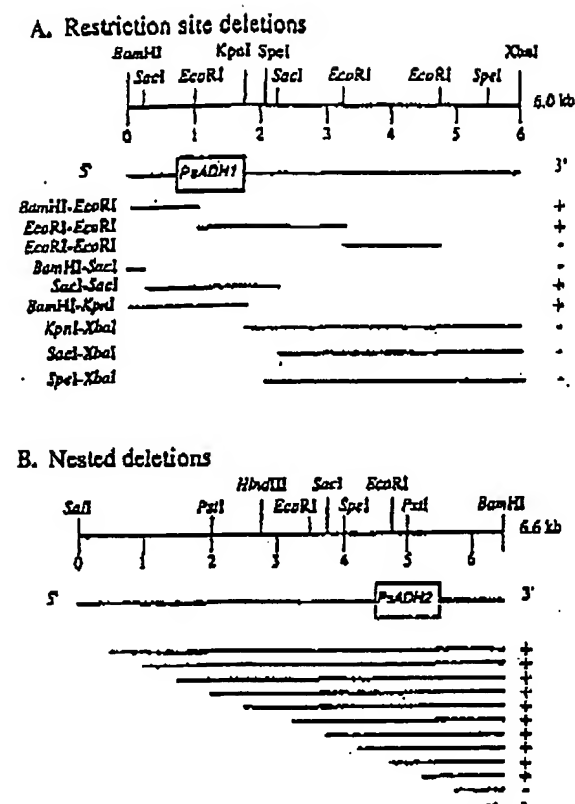 A. Restriction site deletions
BamHI KpnI SpeI XbaI
SacI EcoRI SacI EcoRI EcoRI SpeI
6.0 kb
0 1 2 3 4 5 6
5' PsADH1 3'
BamHI-EcoRI +
EcoRI-EcoRI +
EcoRI-EcoRI -
BamHI-SacI -
SacI-SacI +
BamHI-KpnI +
KpnI-XbaI -
SacI-XbaI -
SpeI-XbaI -
B. Nested deletions
HindIII SacI EcoRI
SalI PstI EcoRI SpeI PstI BamHI
6.6 kb
0 1 2 3 4 5 6
5' PsADH2 3'
+
+
+
+
+
+
+
+
+
+
-